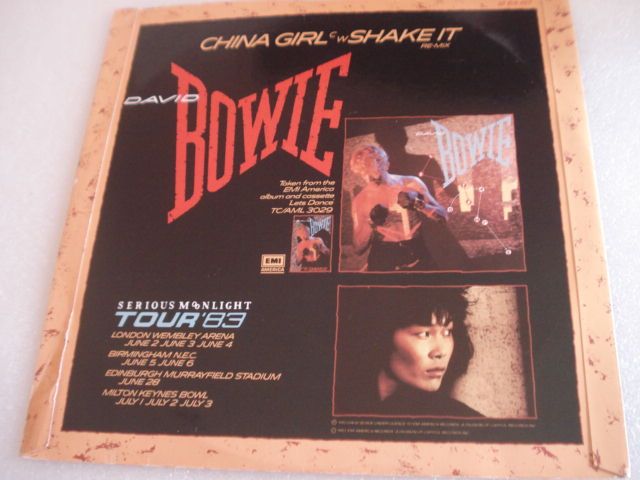 CHINA GIRL c/w SHAKE IT
RE-MIX
DAVID
BOWIE
Taken from the
EMI America
album and cassette
Lets Dance
TC/AML 3029
EMI
AMERICA
DAVID
BOWIE
SERIOUS MOONLIGHT
TOUR '83
LONDON WEMBLEY ARENA
JUNE 2 JUNE 3 JUNE 4
BIRMINGHAM N.E.C.
JUNE 5 JUNE 6
EDINBURGH MURRAYFIELD STADIUM
JUNE 28
MILTON KEYNES BOWL
JULY 1 JULY 2 JULY 3